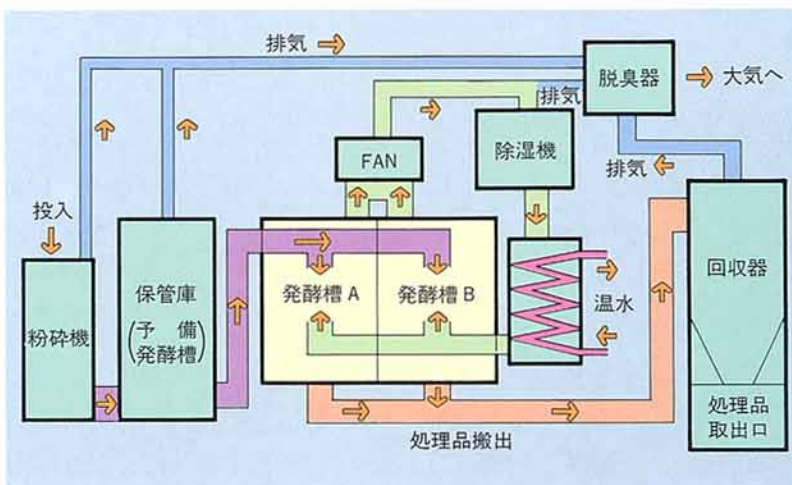 排気
脱臭器
大気へ
排気
FAN
除湿機
排気
投入
粉砕機
保管庫
(予備
発酵槽)
発酵槽A
発酵槽B
温水
回収器
処理品
取出口
処理品搬出